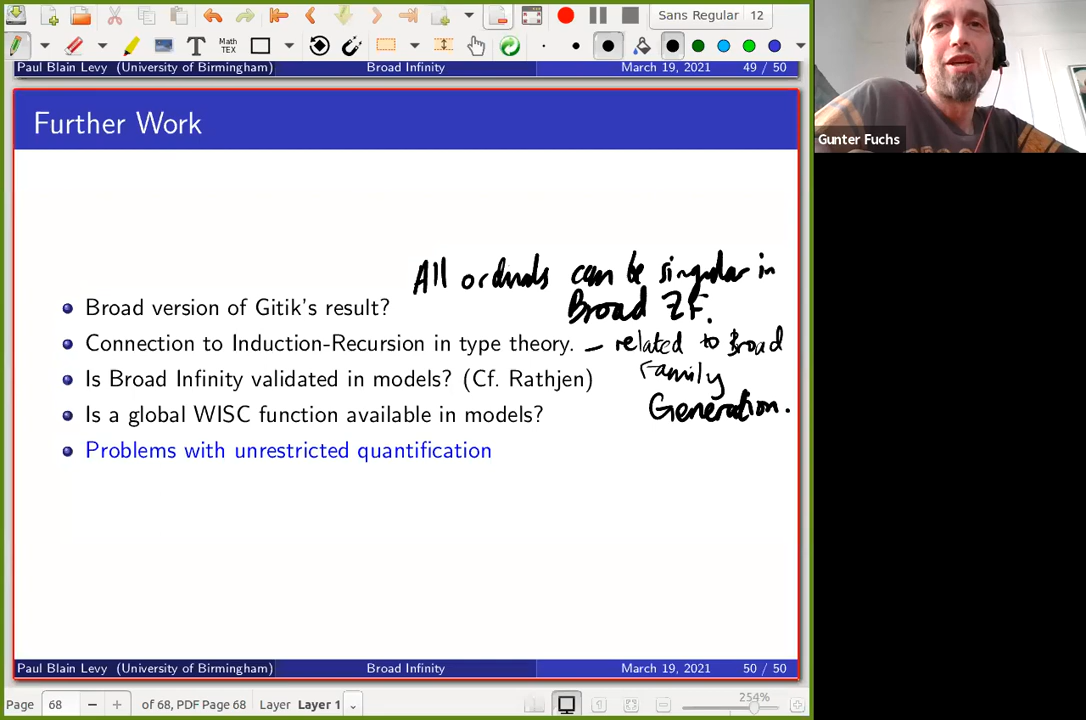 Sans Regular 12
Math
TEX
Paul Blain Levy (University of Birmingham) Broad Infinity March 19, 2021 49 / 50
Gunter Fuchs
Further Work
All ordinals can be singular in
Broad ZF.
Broad version of Gitik's result?
Connection to Induction-Recursion in type theory. – related to Broad
Family
Is Broad Infinity validated in models? (Cf. Rathjen)
Generation.
Is a global WISC function available in models?
Problems with unrestricted quantification
Paul Blain Levy (University of Birmingham) Broad Infinity March 19, 2021 50 / 50
Page 68 of 68, PDF Page 68 Layer Layer 1 254%